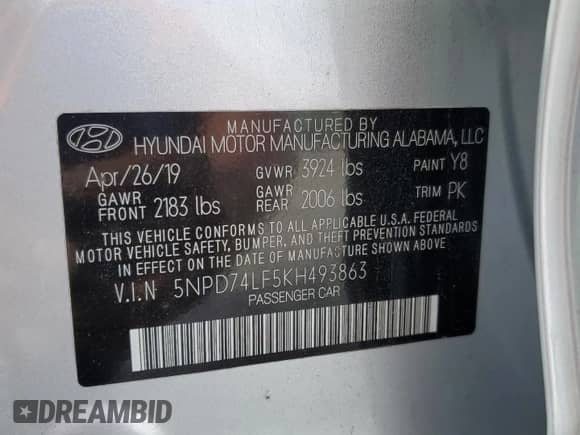 MANUFACTURED BY
HYUNDAI MOTOR MANUFACTURING ALABAMA, LLC
Apr/26/19 GVWR 3924 lbs PAINT Y8
GAWR FRONT 2183 lbs GAWR REAR 2006 lbs TRIM PK
THIS VEHICLE CONFORMS TO ALL APPLICABLE U.S.A. FEDERAL
MOTOR VEHICLE SAFETY, BUMPER, AND THEFT PREVENTION STANDARDS
IN EFFECT ON THE DATE OF MANUFACTURE SHOWN ABOVE.
V.I.N 5NPD74LF5KH493863
PASSENGER CAR
DREAMBID